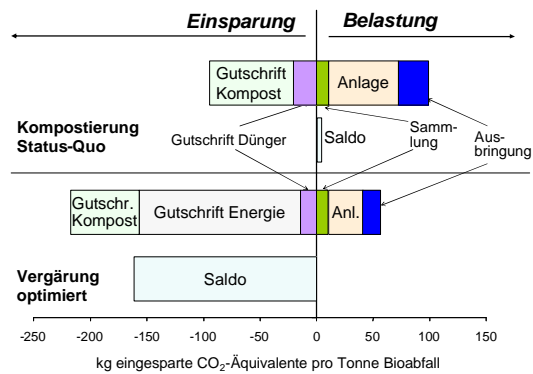 Einsparung Belastung
Gutschrift
Kompost
Anlage
Kompostierung
Status-Quo
Gutschrift Dünger
Saldo
Samm-
lung
Aus-
bringung
Gutschr.
Kompost
Gutschrift Energie
Anl.
Vergärung
optimiert
Saldo
-250 -200 -150 -100 -50 0 50 100 150
kg eingesparte CO₂-Äquivalente pro Tonne Bioabfall